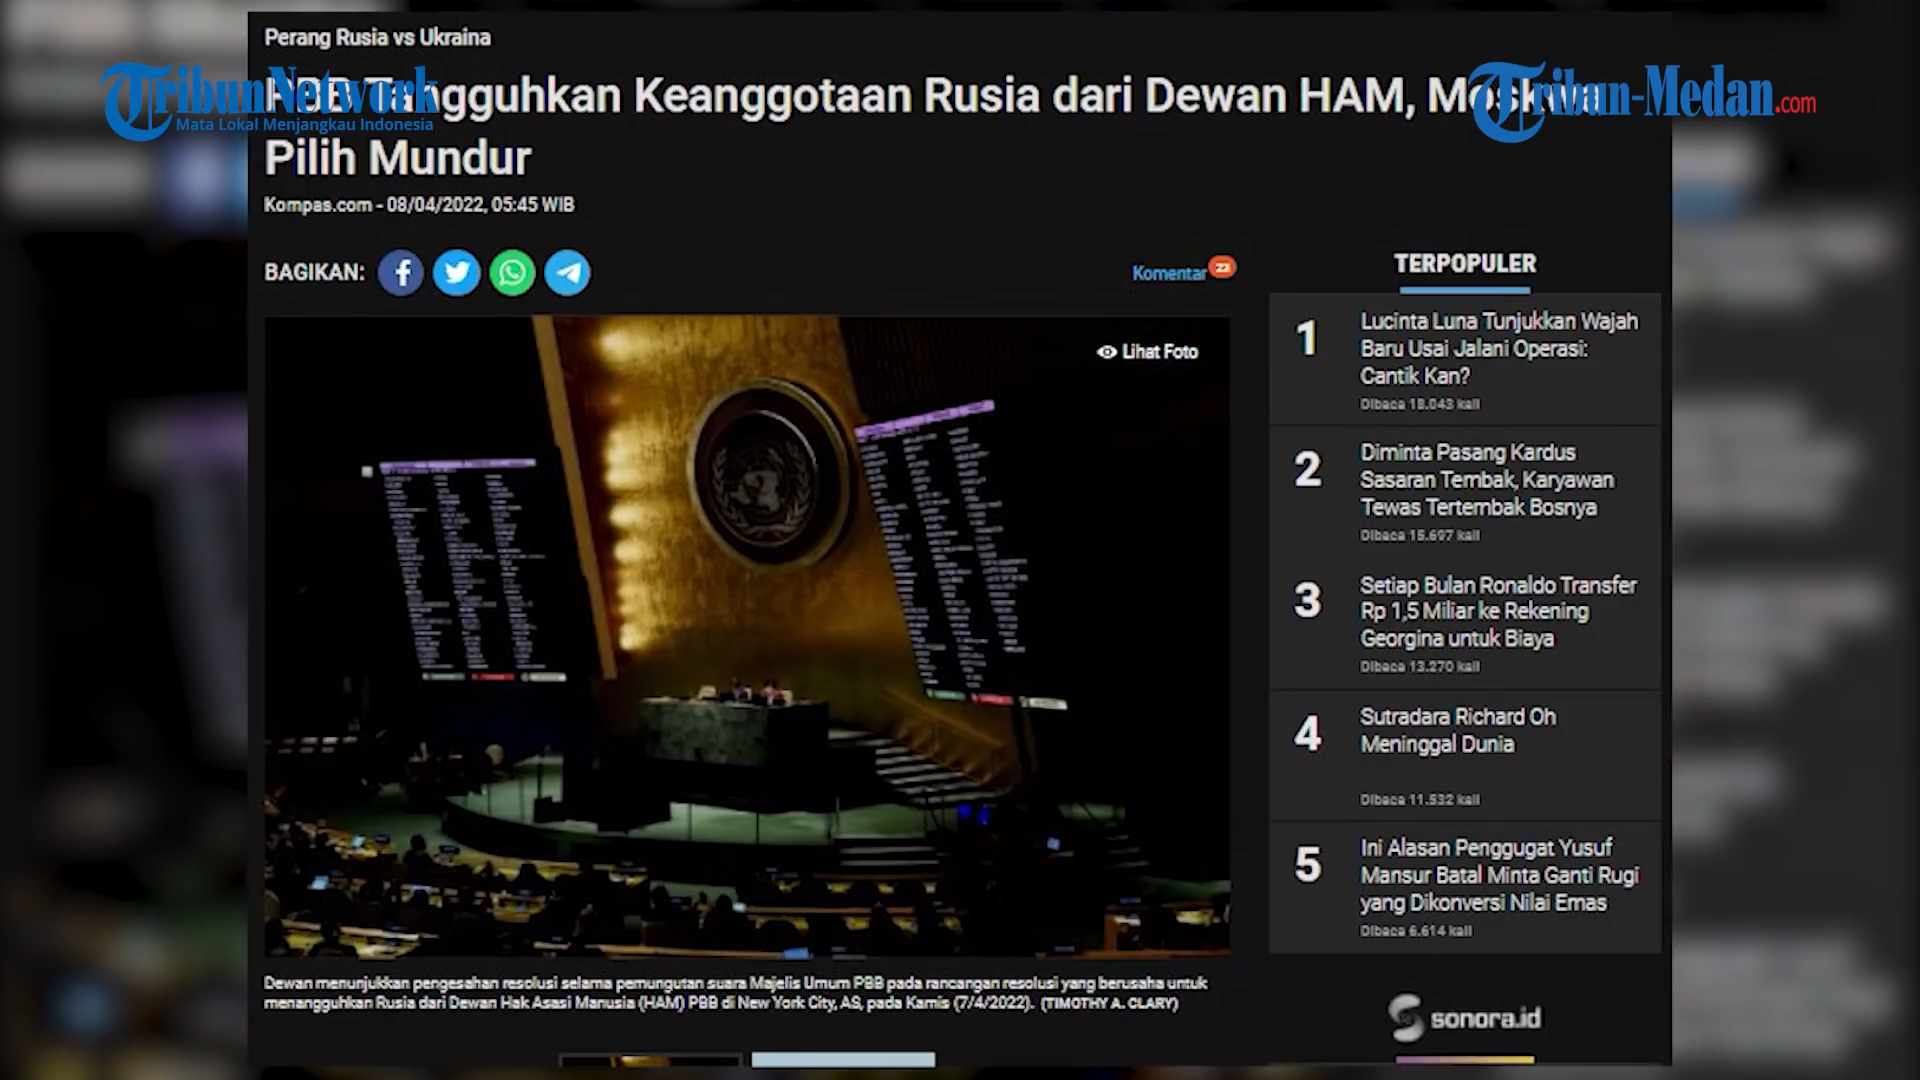 Perang Rusia vs Ukraina
TribunNetwork
Mata Lokal Menjangkau Indonesia
Tribun-Medan.com
PBB Tangguhkan Keanggotaan Rusia dari Dewan HAM, Moskwa
Pilih Mundur
Kompas.com - 08/04/2022, 05:45 WIB
BAGIKAN:
Komentar 23
Lihat Foto
Dewan menunjukkan pengesahan resolusi selama pemungutan suara Majelis Umum PBB pada rancangan resolusi yang berusaha untuk
menangguhkan Rusia dari Dewan Hak Asasi Manusia (HAM) PBB di New York City, AS, pada Kamis (7/4/2022). (TIMOTHY A. CLARY)
TERPOPULER
1
Lucinta Luna Tunjukkan Wajah
Baru Usai Jalani Operasi:
Cantik Kan?
Dibaca 18.043 kali
2
Diminta Pasang Kardus
Sasaran Tembak, Karyawan
Tewas Tertembak Bosnya
Dibaca 15.697 kali
3
Setiap Bulan Ronaldo Transfer
Rp 1,5 Miliar ke Rekening
Georgina untuk Biaya
Dibaca 13.270 kali
4
Sutradara Richard Oh
Meninggal Dunia
Dibaca 11.532 kali
5
Ini Alasan Penggugat Yusuf
Mansur Batal Minta Ganti Rugi
yang Dikonversi Nilai Emas
Dibaca 6.614 kali
sonora.id